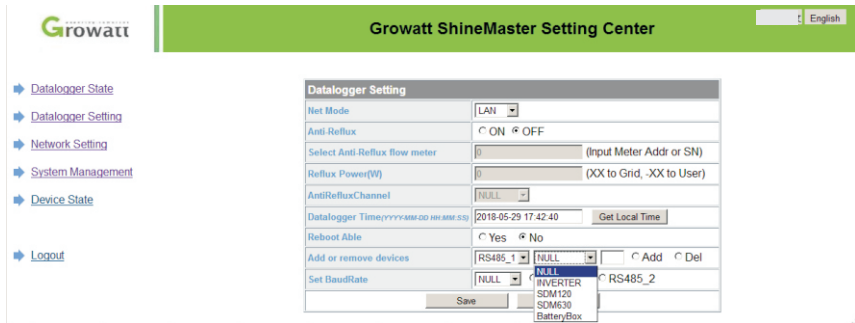 Growatt
Growatt ShineMaster Setting Center
English
Datalogger State
Datalogger Setting
Network Setting
System Management
Device State
Logout
Datalogger Setting
Net Mode LAN
Anti-Reflux ON OFF
Select Anti-Reflux flow meter 0 (Input Meter Addr or SN)
Reflux Power(W) 0 (XX to Grid, -XX to User)
AntiRefluxChannel NULL
Datalogger Time(YYYY-MM-DD HH:MM:SS) 2018-05-29 17:42:40 Get Local Time
Reboot Able Yes No
Add or remove devices RS485_1 NULL Add Del
NULL
INVERTER
SDM120
SDM630
BatteryBox
Set BaudRate NULL RS485_2
Save